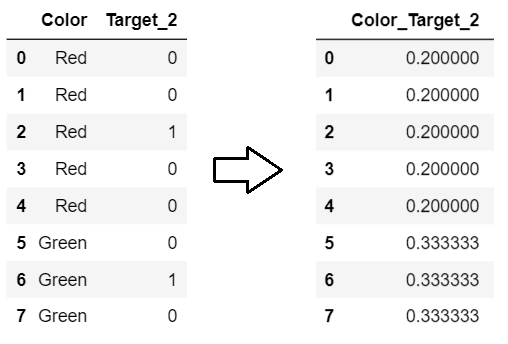 Color Target_2
0 Red 0
1 Red 0
2 Red 1
3 Red 0
4 Red 0
5 Green 0
6 Green 1
7 Green 0
Color_Target_2
0 0.200000
1 0.200000
2 0.200000
3 0.200000
4 0.200000
5 0.333333
6 0.333333
7 0.333333